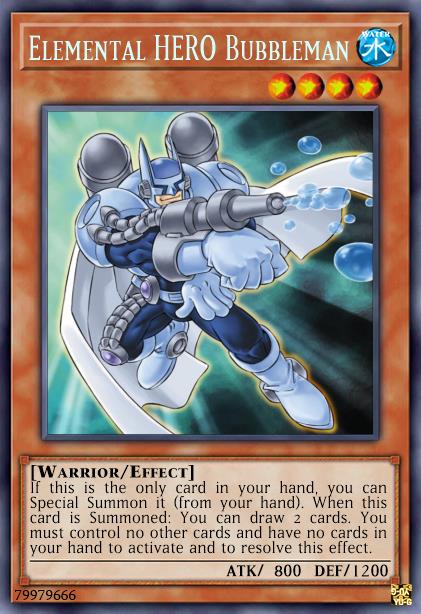 Elemental HERO Bubbleman
WATER
水
[Warrior/Effect]
If this is the only card in your hand, you can
Special Summon it (from your hand). When this
card is Summoned: You can draw 2 cards. You
must control no other cards and have no cards in
your hand to activate and to resolve this effect.
ATK/ 800 DEF/1200
79979666